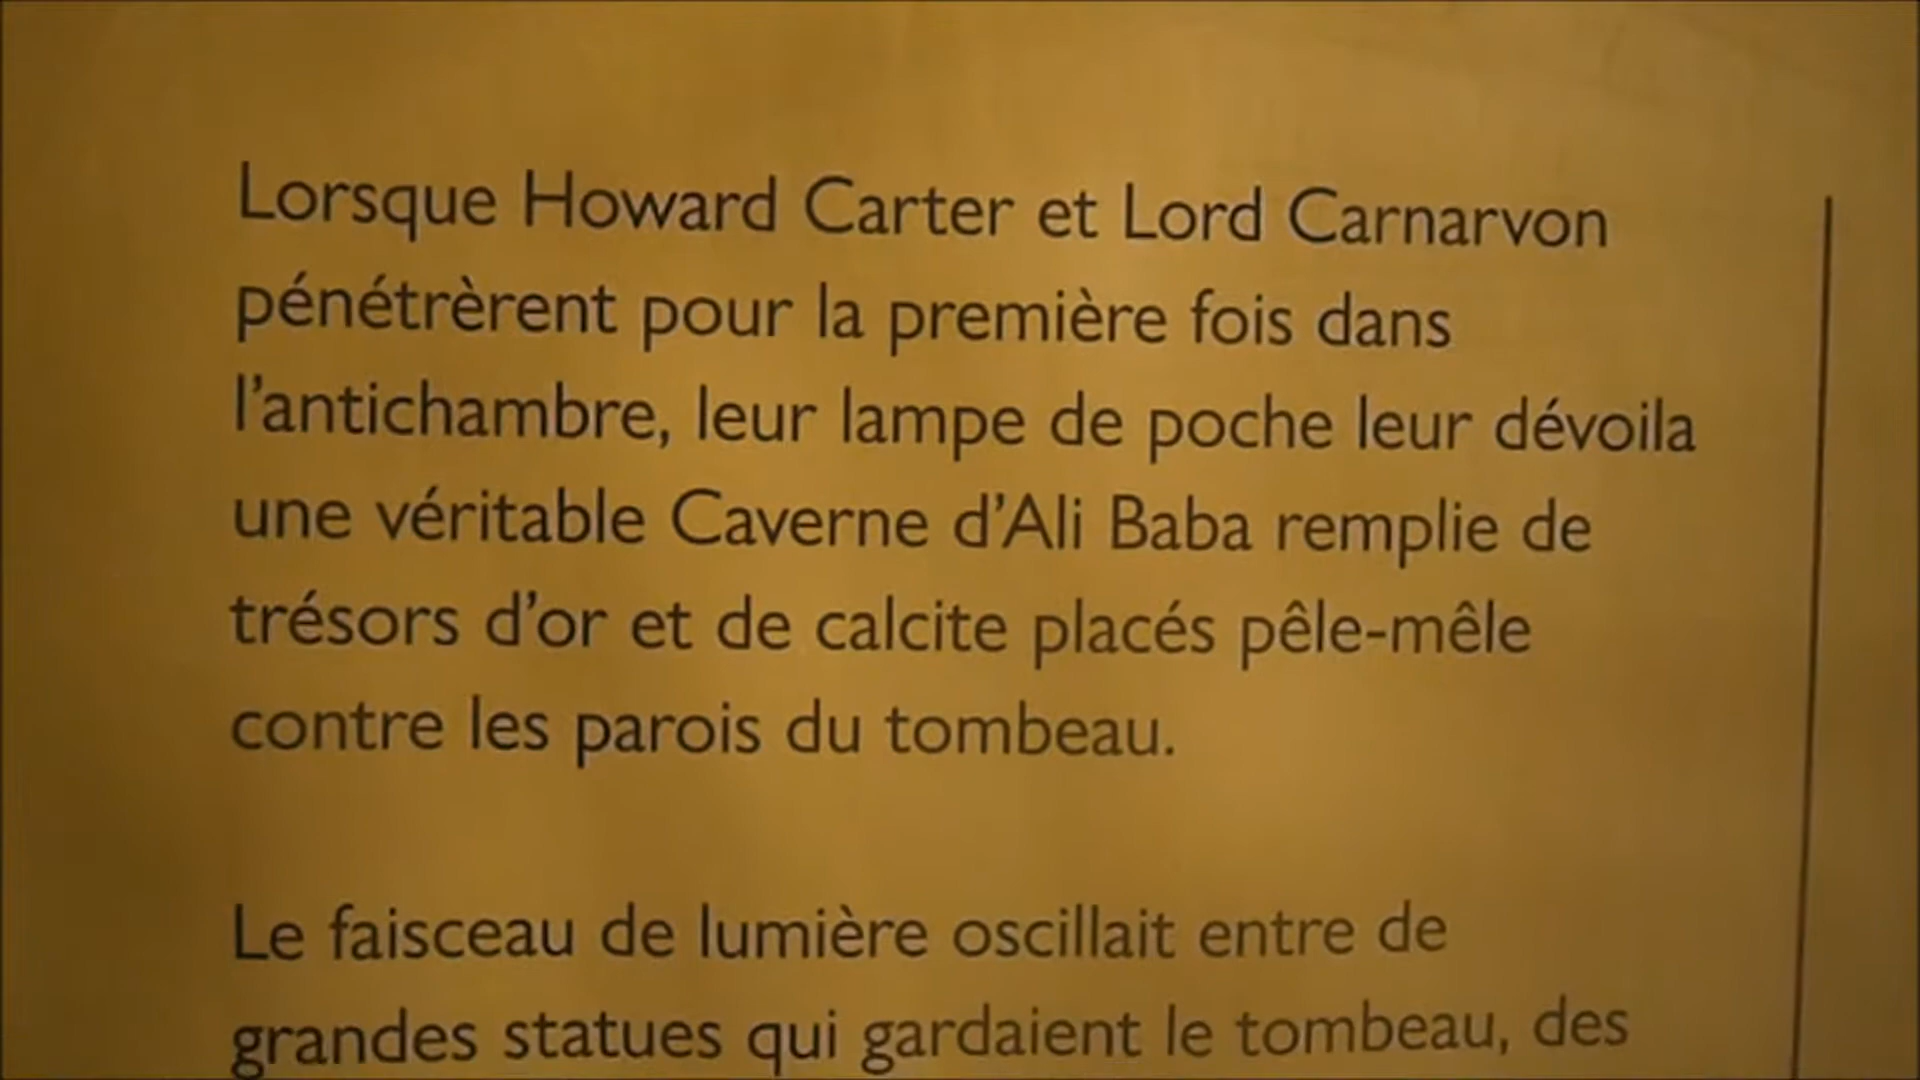 Lorsque Howard Carter et Lord Carnarvon
pénétrèrent pour la première fois dans
l’antichambre, leur lampe de poche leur dévoila
une véritable Caverne d’Ali Baba remplie de
trésors d’or et de calcite placés pêle-mêle
contre les parois du tombeau.
Le faisceau de lumière oscillait entre de
grandes statues qui gardaient le tombeau, des